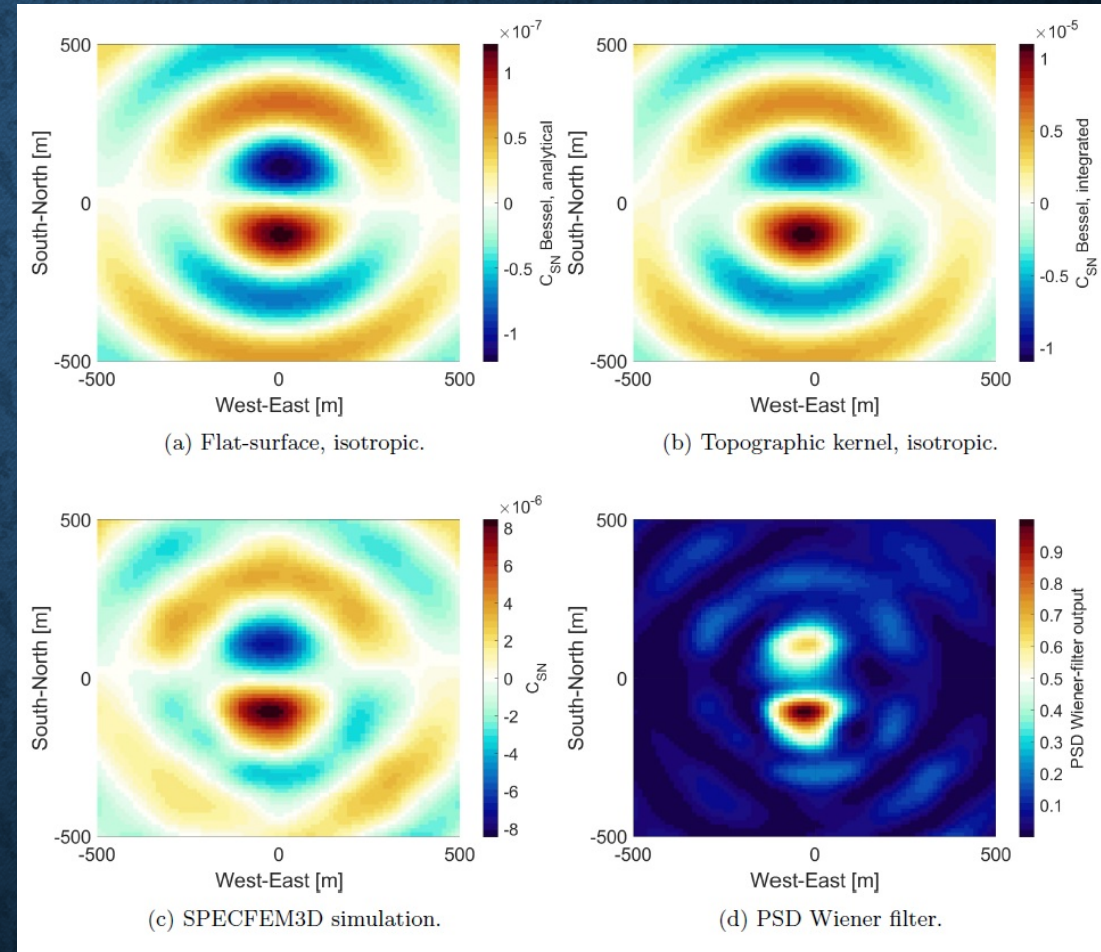 ×10⁻⁷
500
0
-500
South-North [m]
-500 0 500
West-East [m]
1
0.5
0
-0.5
-1
C_SN Bessel, analytical
(a) Flat-surface, isotropic.
×10⁻⁵
500
0
-500
South-North [m]
-500 0 500
West-East [m]
1
0.5
0
-0.5
-1
C_SN Bessel, integrated
(b) Topographic kernel, isotropic.
×10⁻⁶
500
0
-500
South-North [m]
-500 0 500
West-East [m]
8
6
4
2
0
-2
-4
-6
-8
C_SN
(c) SPECFEM3D simulation.
500
0
-500
South-North [m]
-500 0 500
West-East [m]
0.9
0.8
0.7
0.6
0.5
0.4
0.3
0.2
0.1
PSD Wiener-filter output
(d) PSD Wiener filter.